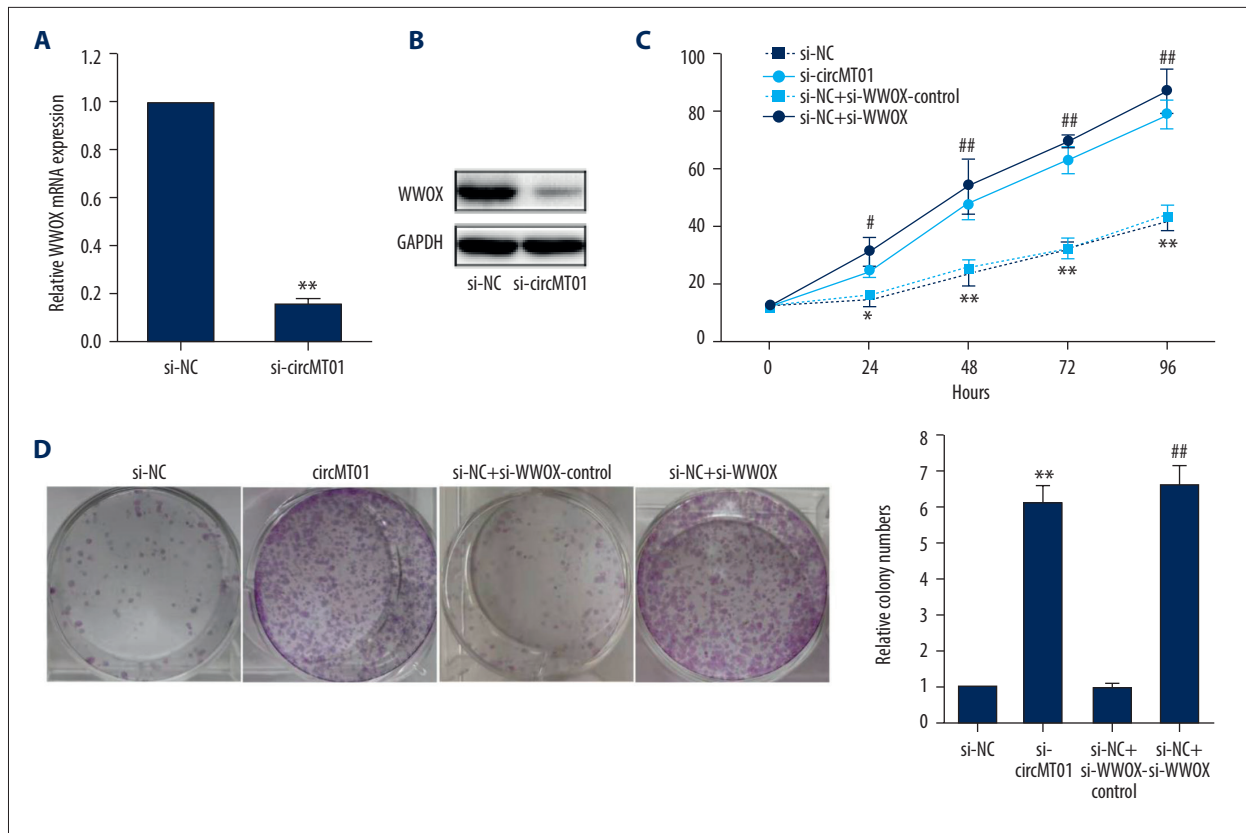 A
1.2
1.0
0.8
0.6
0.4
0.2
0.0
Relative WWOX mRNA expression
**
si-NC
si-circMT01
B
WWOX
GAPDH
si-NC si-circMT01
C
si-NC
si-circMT01
si-NC+si-WWOX-control
si-NC+si-WWOX
100
80
60
40
20
0
#
##
##
##
*
**
**
**
0
24
48
72
96
Hours
D
si-NC
circMT01
si-NC+si-WWOX-control
si-NC+si-WWOX
Relative colony numbers
8
7
6
5
4
3
2
1
0
**
##
si-NC
si-
circMT01
si-NC+
si-WWOX-
control
si-NC+
si-WWOX